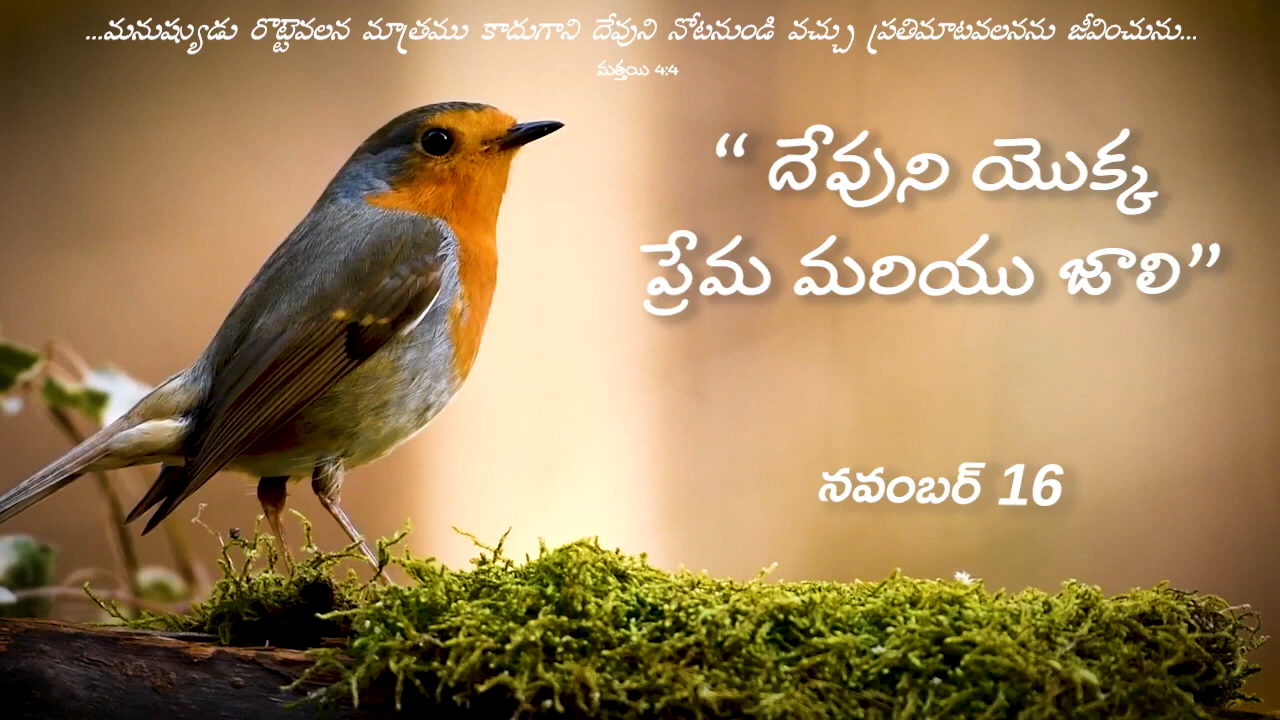 ...మనుష్యుడు రొట్టెవలన మాత్రము కాదుగాని దేవుని నోటనుండి వచ్చు ప్రతిమాటవలనను జీవించును...
మత్తయి 4:4
“ దేవుని యొక్క
ప్రేమ మరియు జాలి”
నవంబర్ 16